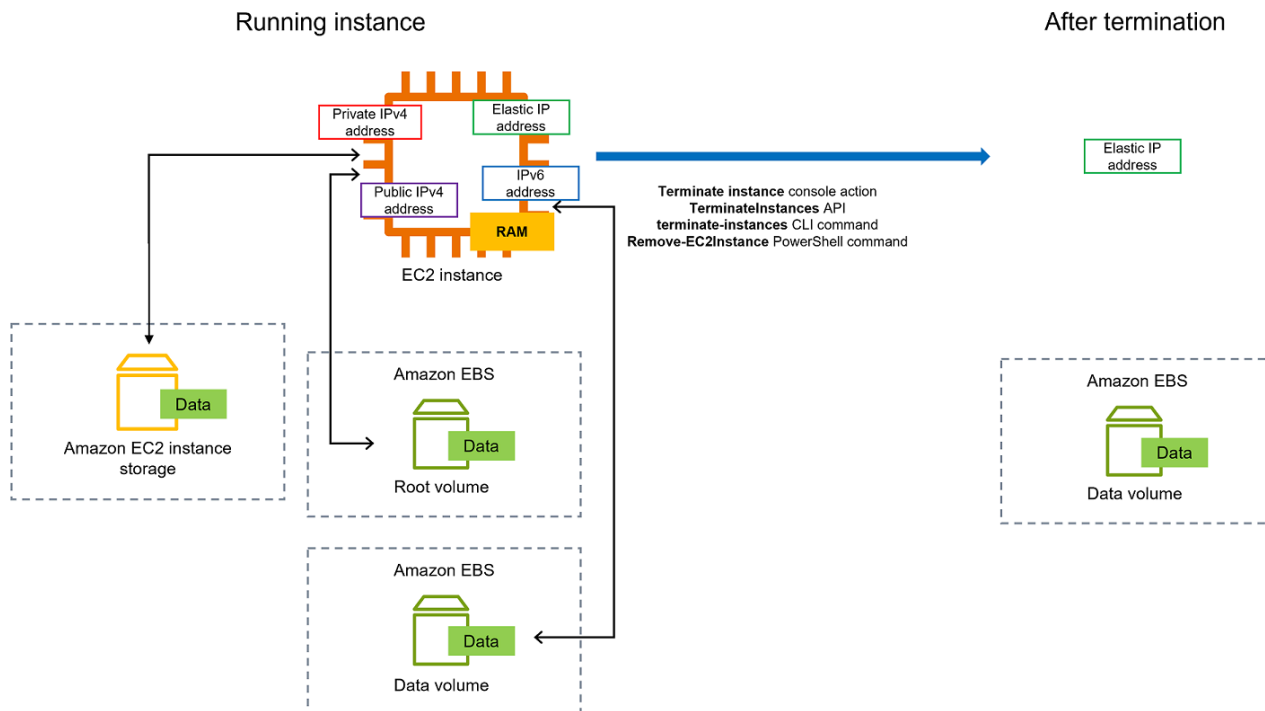 Running instance
After termination
Private IPv4
address
Elastic IP
address
Public IPv4
address
IPv6
address
RAM
EC2 instance
Terminate instance console action
TerminateInstances API
terminate-instances CLI command
Remove-EC2Instance PowerShell command
Elastic IP
address
Data
Amazon EC2 instance
storage
Amazon EBS
Data
Root volume
Amazon EBS
Data
Data volume
Amazon EBS
Data
Data volume